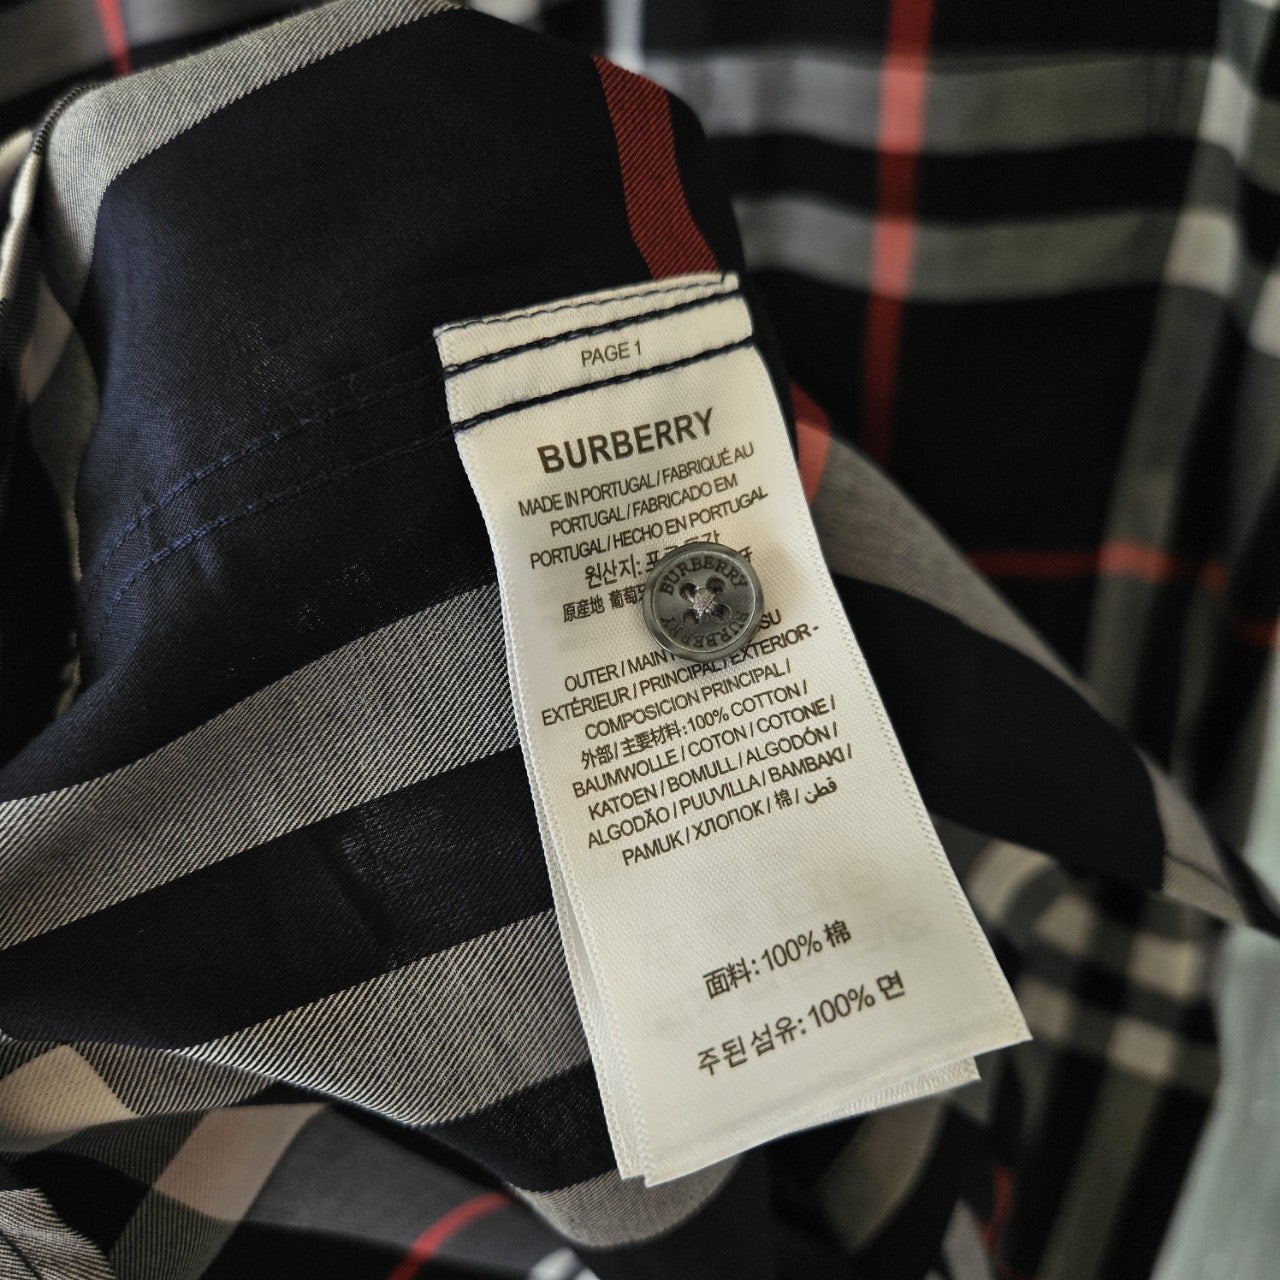 PAGE 1
BURBERRY
MADE IN PORTUGAL / FABRIQUÉ AU
PORTUGAL / FABRICADO EM
PORTUGAL / HECHO EN PORTUGAL
원산지:
原産地 葡萄
BURBERRY
BURBERRY
OUTER /
EXTÉRIEUR / PRINCIPAL / EXTERIOR -
COMPOSICION PRINCIPAL /
外部 / 主要材料 : 100% COTTON /
BAUMWOLLE / COTON / COTONE /
KATOEN / BOMULL / ALGODÓN /
ALGODÃO / PUUVILLA / BAMBAKI /
PAMUK / ХЛОПОК / 棉 / قطن
面料 : 100% 棉
주된 섬유 : 100% 면